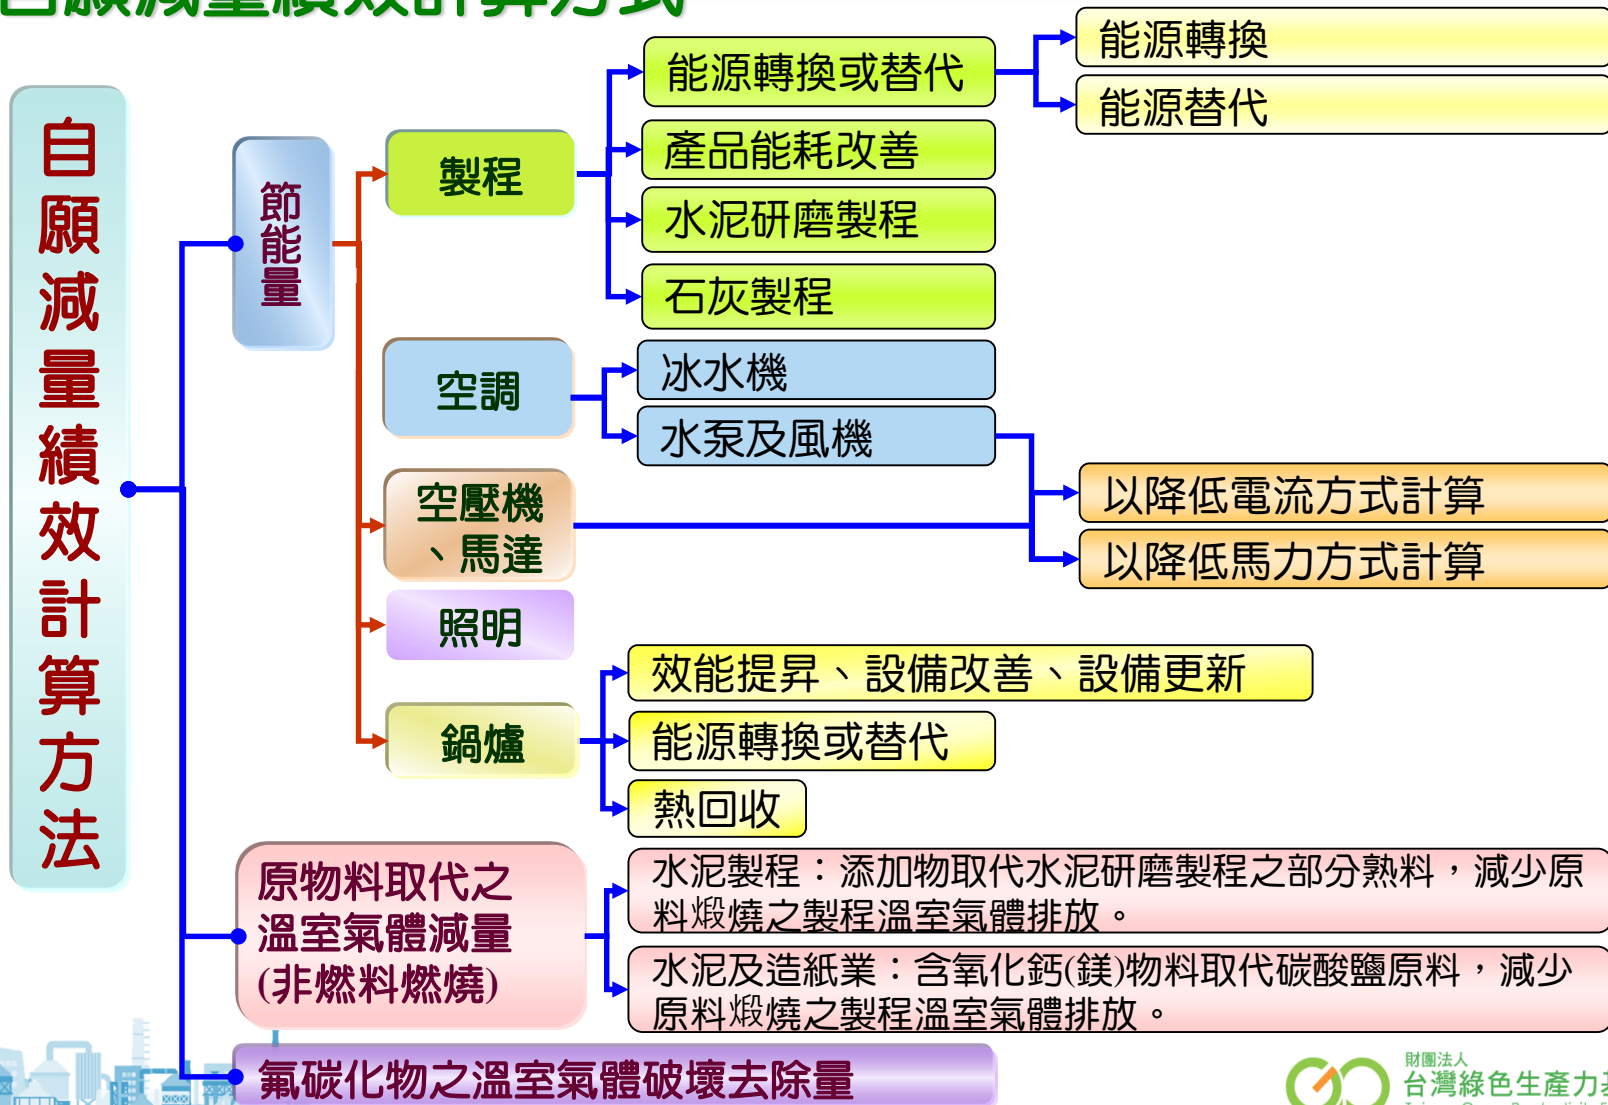 自願減量績效計算方式
自願減量績效計算方法
節能量
製程
能源轉換或替代
能源轉換
能源替代
產品能耗改善
水泥研磨製程
石灰製程
空調
冰水機
水泵及風機
空壓機
、馬達
以降低電流方式計算
以降低馬力方式計算
照明
鍋爐
效能提昇、設備改善、設備更新
能源轉換或替代
熱回收
原物料取代之
溫室氣體減量
(非燃料燃燒)
水泥製程：添加物取代水泥研磨製程之部分熟料，減少原
料煅燒之製程溫室氣體排放。
水泥及造紙業：含氧化鈣(鎂)物料取代碳酸鹽原料，減少
原料煅燒之製程溫室氣體排放。
氟碳化物之溫室氣體破壞去除量
財團法人
台灣綠色生產力